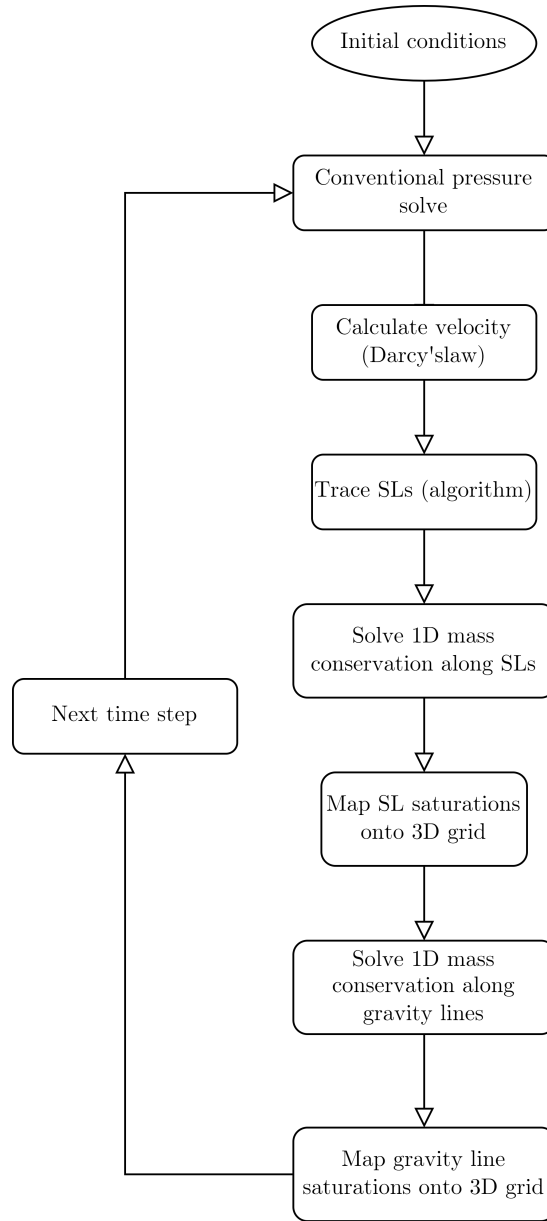 Initial conditions
Conventional pressure
solve
Calculate velocity
(Darcy'slaw)
Trace SLs (algorithm)
Solve 1D mass
conservation along SLs
Next time step
Map SL saturations
onto 3D grid
Solve 1D mass
conservation along
gravity lines
Map gravity line
saturations onto 3D grid